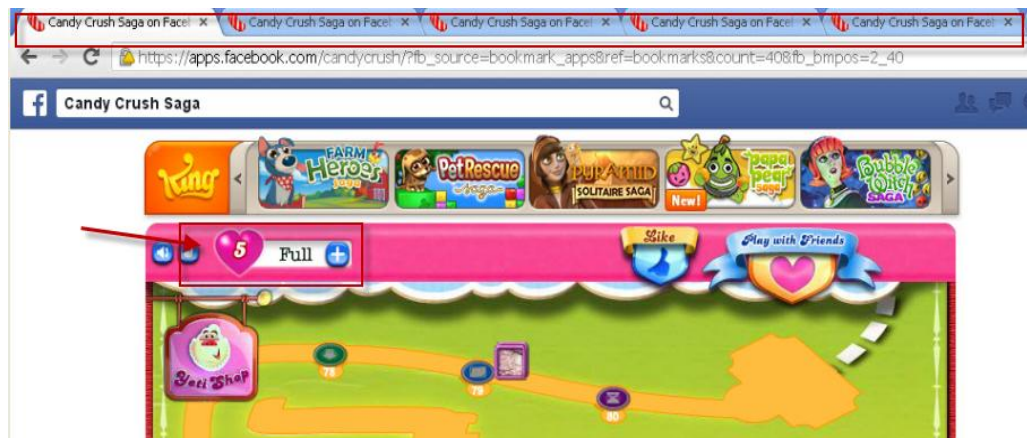 Candy Crush Saga on Facel × Candy Crush Saga on Facel × Candy Crush Saga on Facel × Candy Crush Saga on Facel × Candy Crush Saga on Facel ×
https://apps.facebook.com/candycrush/?fb_source=bookmark_apps&ref=bookmarks&count=40&fb_bmpos=2_40
f Candy Crush Saga
King
FARM Heroes saga
PetRescue saga
PYRAMID SOLITAIRE SAGA
New!
papa pear saga
Bubble Witch SAGA
5 Full +
Like
Play with Friends
Yeti Shop
78
79
80